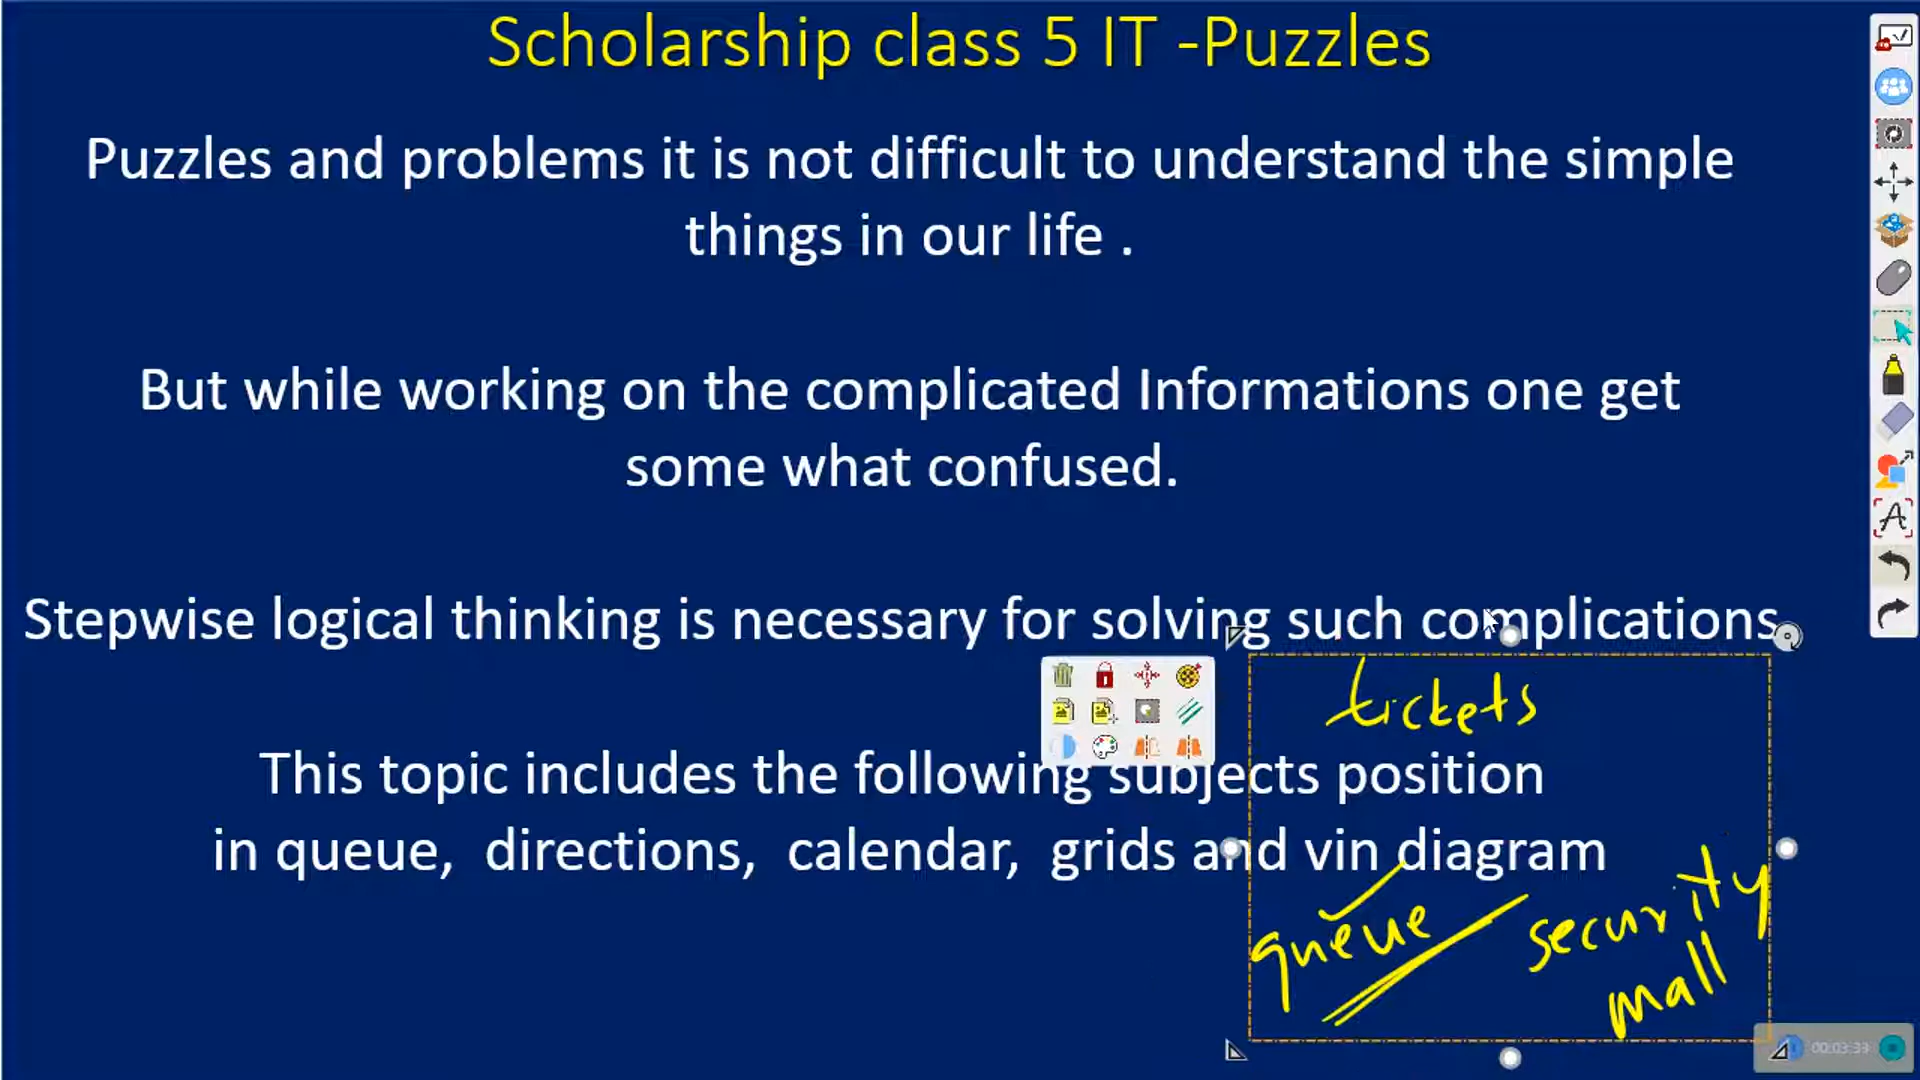 Scholarship class 5 IT -Puzzles
Puzzles and problems it is not difficult to understand the simple
things in our life .
But while working on the complicated Informations one get
some what confused.
Stepwise logical thinking is necessary for solving such complications
tickets
This topic includes the following subjects position
in queue, directions, calendar, grids and vin diagram
queue
security
mall
00:03:33